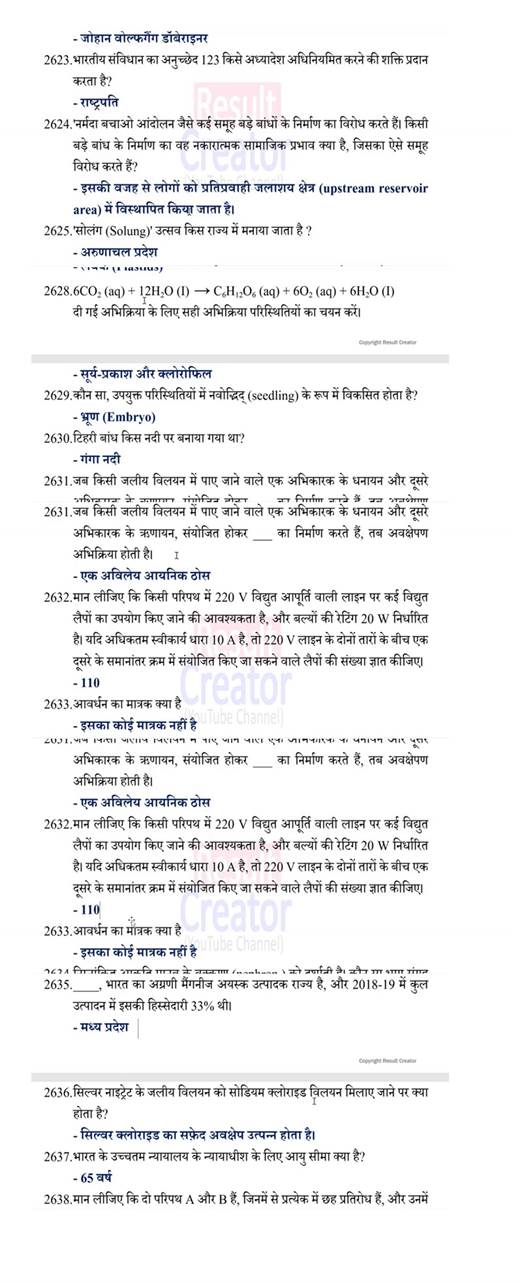 - जोहान वोल्फगैंग डॉबेराइनर
2623.भारतीय संविधान का अनुच्छेद 123 किसे अध्यादेश अधिनियमित करने की शक्ति प्रदान
करता है?
- राष्ट्रपति
Result
2624.'नर्मदा बचाओ आंदोलन जैसे कई समूह बड़े बांधों के निर्माण का विरोध करते हैं। किसी
Creator
बड़े बांध के निर्माण का वह नकारात्मक सामाजिक प्रभाव क्या है, जिसका ऐसे समूह
विरोध करते हैं?
- इसकी वजह से लोगों को प्रतिप्रवाही जलाशय क्षेत्र (upstream reservoir
area) में विस्थापित किया जाता है।
2625.'सोलंग (Solung)' उत्सव किस राज्य में मनाया जाता है ?
- अरुणाचल प्रदेश
2628.6CO₂ (aq) + 12H₂O (I) → C₆H₁₂O₆ (aq) + 6O₂ (aq) + 6H₂O (I)
दी गई अभिक्रिया के लिए सही अभिक्रिया परिस्थितियों का चयन करें।
Copyright Result Creator
- सूर्य-प्रकाश और क्लोरोफिल
2629.कौन सा, उपयुक्त परिस्थितियों में नवोद्भिद् (seedling) के रूप में विकसित होता है?
- भ्रूण (Embryo)
2630.टिहरी बांध किस नदी पर बनाया गया था?
- गंगा नदी
2631.जब किसी जलीय विलयन में पाए जाने वाले एक अभिकारक के धनायन और दूसरे
2631.जब किसी जलीय विलयन में पाए जाने वाले एक अभिकारक के धनायन और दूसरे
अभिकारक के ऋणायन, संयोजित होकर ___ का निर्माण करते हैं, तब अवक्षेपण
अभिक्रिया होती है।
- एक अविलेय आयनिक ठोस
2632.मान लीजिए कि किसी परिपथ में 220 V विद्युत आपूर्ति वाली लाइन पर कई विद्युत
लैपों का उपयोग किए जाने की आवश्यकता है, और बल्यों की रेटिंग 20 W निर्धारित
है। यदि अधिकतम स्वीकार्य धारा 10 A है, तो 220 V लाइन के दोनों तारों के बीच एक
दूसरे के समानांतर क्रम में संयोजित किए जा सकने वाले लैपों की संख्या ज्ञात कीजिए।
- 110
Creator
2633.आवर्धन का मात्रक क्या है
(YouTube Channel)
- इसका कोई मात्रक नहीं है
अभिकारक के ऋणायन, संयोजित होकर ___ का निर्माण करते हैं, तब अवक्षेपण
अभिक्रिया होती है।
- एक अविलेय आयनिक ठोस
2632.मान लीजिए कि किसी परिपथ में 220 V विद्युत आपूर्ति वाली लाइन पर कई विद्युत
लैपों का उपयोग किए जाने की आवश्यकता है, और बल्यों की रेटिंग 20 W निर्धारित
है। यदि अधिकतम स्वीकार्य धारा 10 A है, तो 220 V लाइन के दोनों तारों के बीच एक
दूसरे के समानांतर क्रम में संयोजित किए जा सकने वाले लैपों की संख्या ज्ञात कीजिए।
- 110
Creator
2633.आवर्धन का मात्रक क्या है
YouTube Channel)
- इसका कोई मात्रक नहीं है
2635.____, भारत का अग्रणी मैंगनीज अयस्क उत्पादक राज्य है, और 2018-19 में कुल
उत्पादन में इसकी हिस्सेदारी 33% थी।
- मध्य प्रदेश
Copyright Result Creator
2636.सिल्वर नाइट्रेट के जलीय विलयन को सोडियम क्लोराइड विलयन मिलाए जाने पर क्या
होता है?
- सिल्वर क्लोराइड का सफ़ेद अवक्षेप उत्पन्न होता है।
2637.भारत के उच्चतम न्यायालय के न्यायाधीश के लिए आयु सीमा क्या है?
- 65 वर्ष
2638.मान लीजिए कि दो परिपथ A और B हैं, जिनमें से प्रत्येक में छह प्रतिरोध हैं, और उनमें